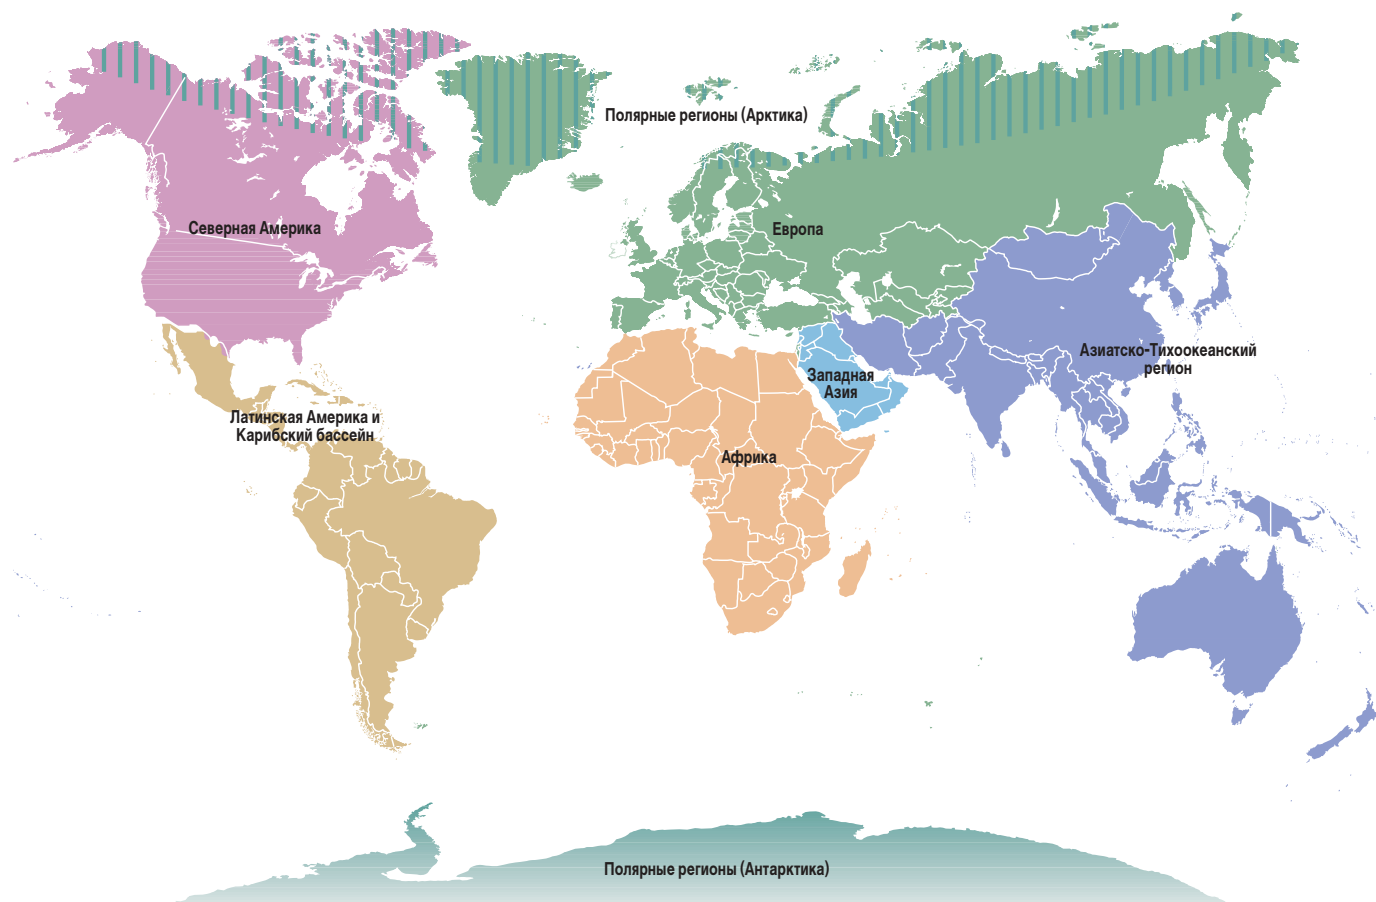 Полярные регионы (Арктика)
Северная Америка
Европа
Азиатско-Тихоокеанский
регион
Западная
Азия
Латинская Америка и
Карибский бассейн
Африка
Полярные регионы (Антарктика)